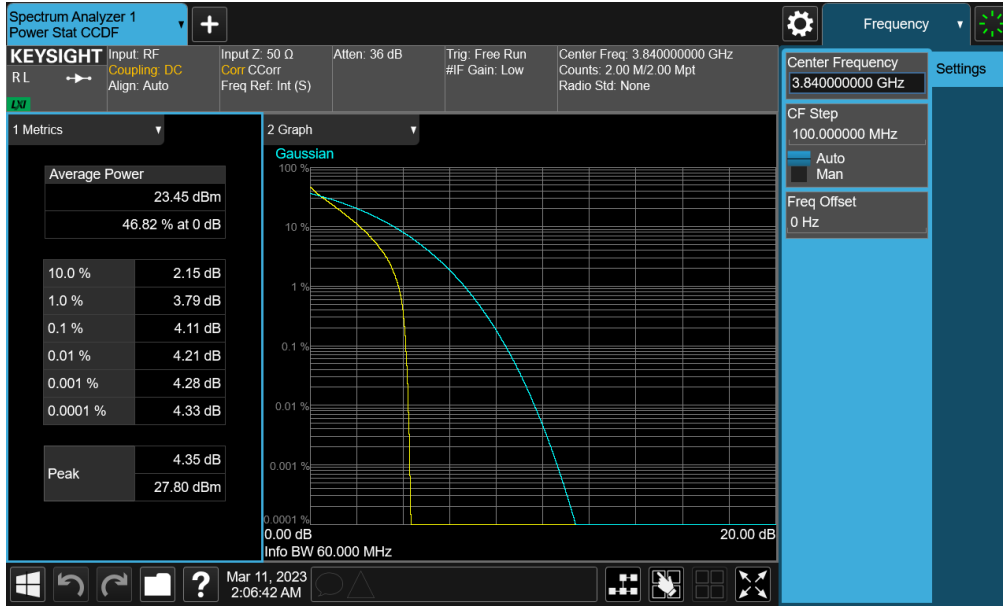 Spectrum Analyzer 1
Power Stat CCDF
Frequency
KEYSIGHT
RL
LXI
Input: RF
Coupling: DC
Align: Auto
Input Z: 50 Ω
Corr CCorr
Freq Ref: Int (S)
Atten: 36 dB
Trig: Free Run
#IF Gain: Low
Center Freq: 3.840000000 GHz
Counts: 2.00 M/2.00 Mpt
Radio Std: None
Center Frequency
3.840000000 GHz
Settings
CF Step
100.000000 MHz
Auto
Man
Freq Offset
0 Hz
1 Metrics
Average Power
23.45 dBm
46.82 % at 0 dB
10.0 % 2.15 dB
1.0 % 3.79 dB
0.1 % 4.11 dB
0.01 % 4.21 dB
0.001 % 4.28 dB
0.0001 % 4.33 dB
Peak
4.35 dB
27.80 dBm
2 Graph
Gaussian
100 %
10 %
1 %
0.1 %
0.01 %
0.001 %
0.0001 %
0.00 dB 20.00 dB
Info BW 60.000 MHz
?
Mar 11, 2023
2:06:42 AM